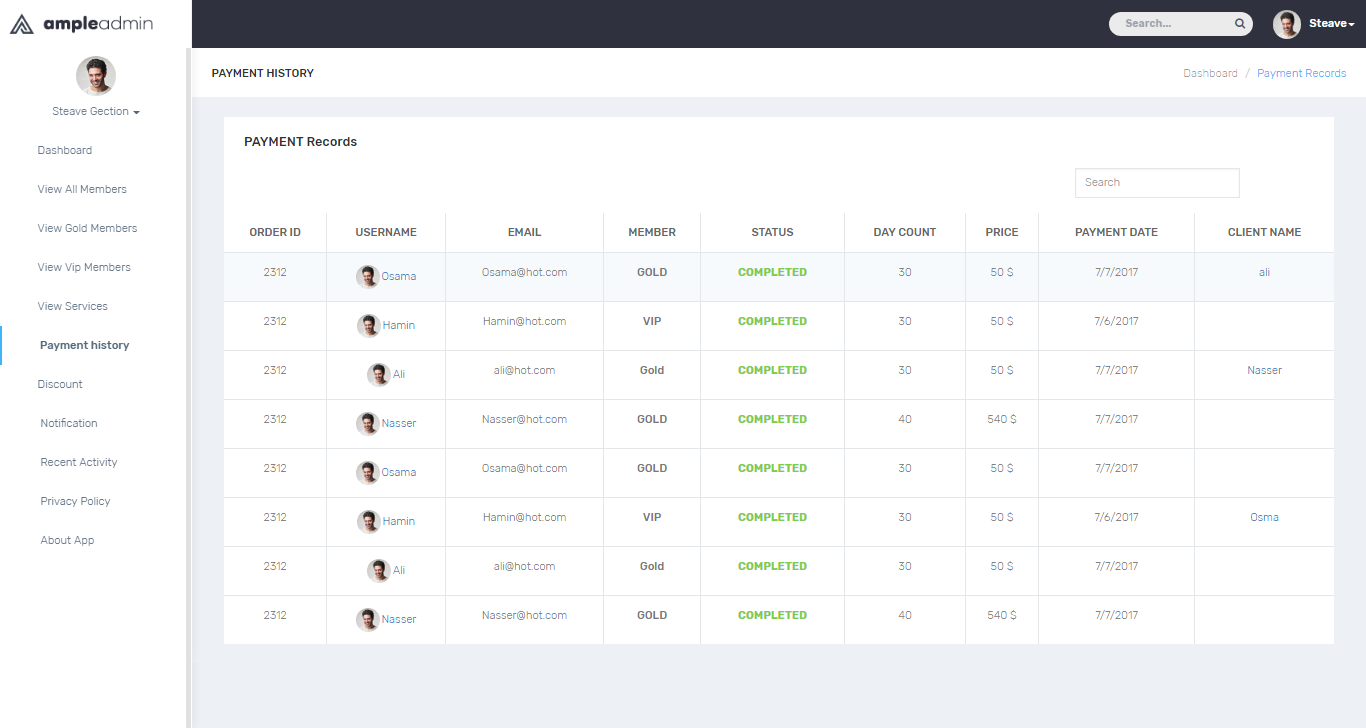 ampleadmin
Search...
Steave
Steave Gection
Dashboard
View All Members
View Gold Members
View Vip Members
View Services
Payment history
Discount
Notification
Recent Activity
Privacy Policy
About App
PAYMENT HISTORY
Dashboard / Payment Records
PAYMENT Records
Search
ORDER ID USERNAME EMAIL MEMBER STATUS DAY COUNT PRICE PAYMENT DATE CLIENT NAME
2312 Osama Osama@hot.com GOLD COMPLETED 30 50 $ 7/7/2017 ali
2312 Hamin Hamin@hot.com VIP COMPLETED 30 50 $ 7/6/2017
2312 Ali ali@hot.com Gold COMPLETED 30 50 $ 7/7/2017 Nasser
2312 Nasser Nasser@hot.com GOLD COMPLETED 40 540 $ 7/7/2017
2312 Osama Osama@hot.com GOLD COMPLETED 30 50 $ 7/7/2017
2312 Hamin Hamin@hot.com VIP COMPLETED 30 50 $ 7/6/2017 Osma
2312 Ali ali@hot.com Gold COMPLETED 30 50 $ 7/7/2017
2312 Nasser Nasser@hot.com GOLD COMPLETED 40 540 $ 7/7/2017